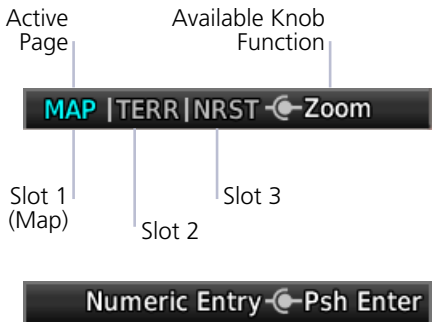 Active
Page
Available Knob
Function
MAP |TERR|NRST Zoom
Slot 1
(Map)
Slot 2
Slot 3
Numeric Entry Psh Enter